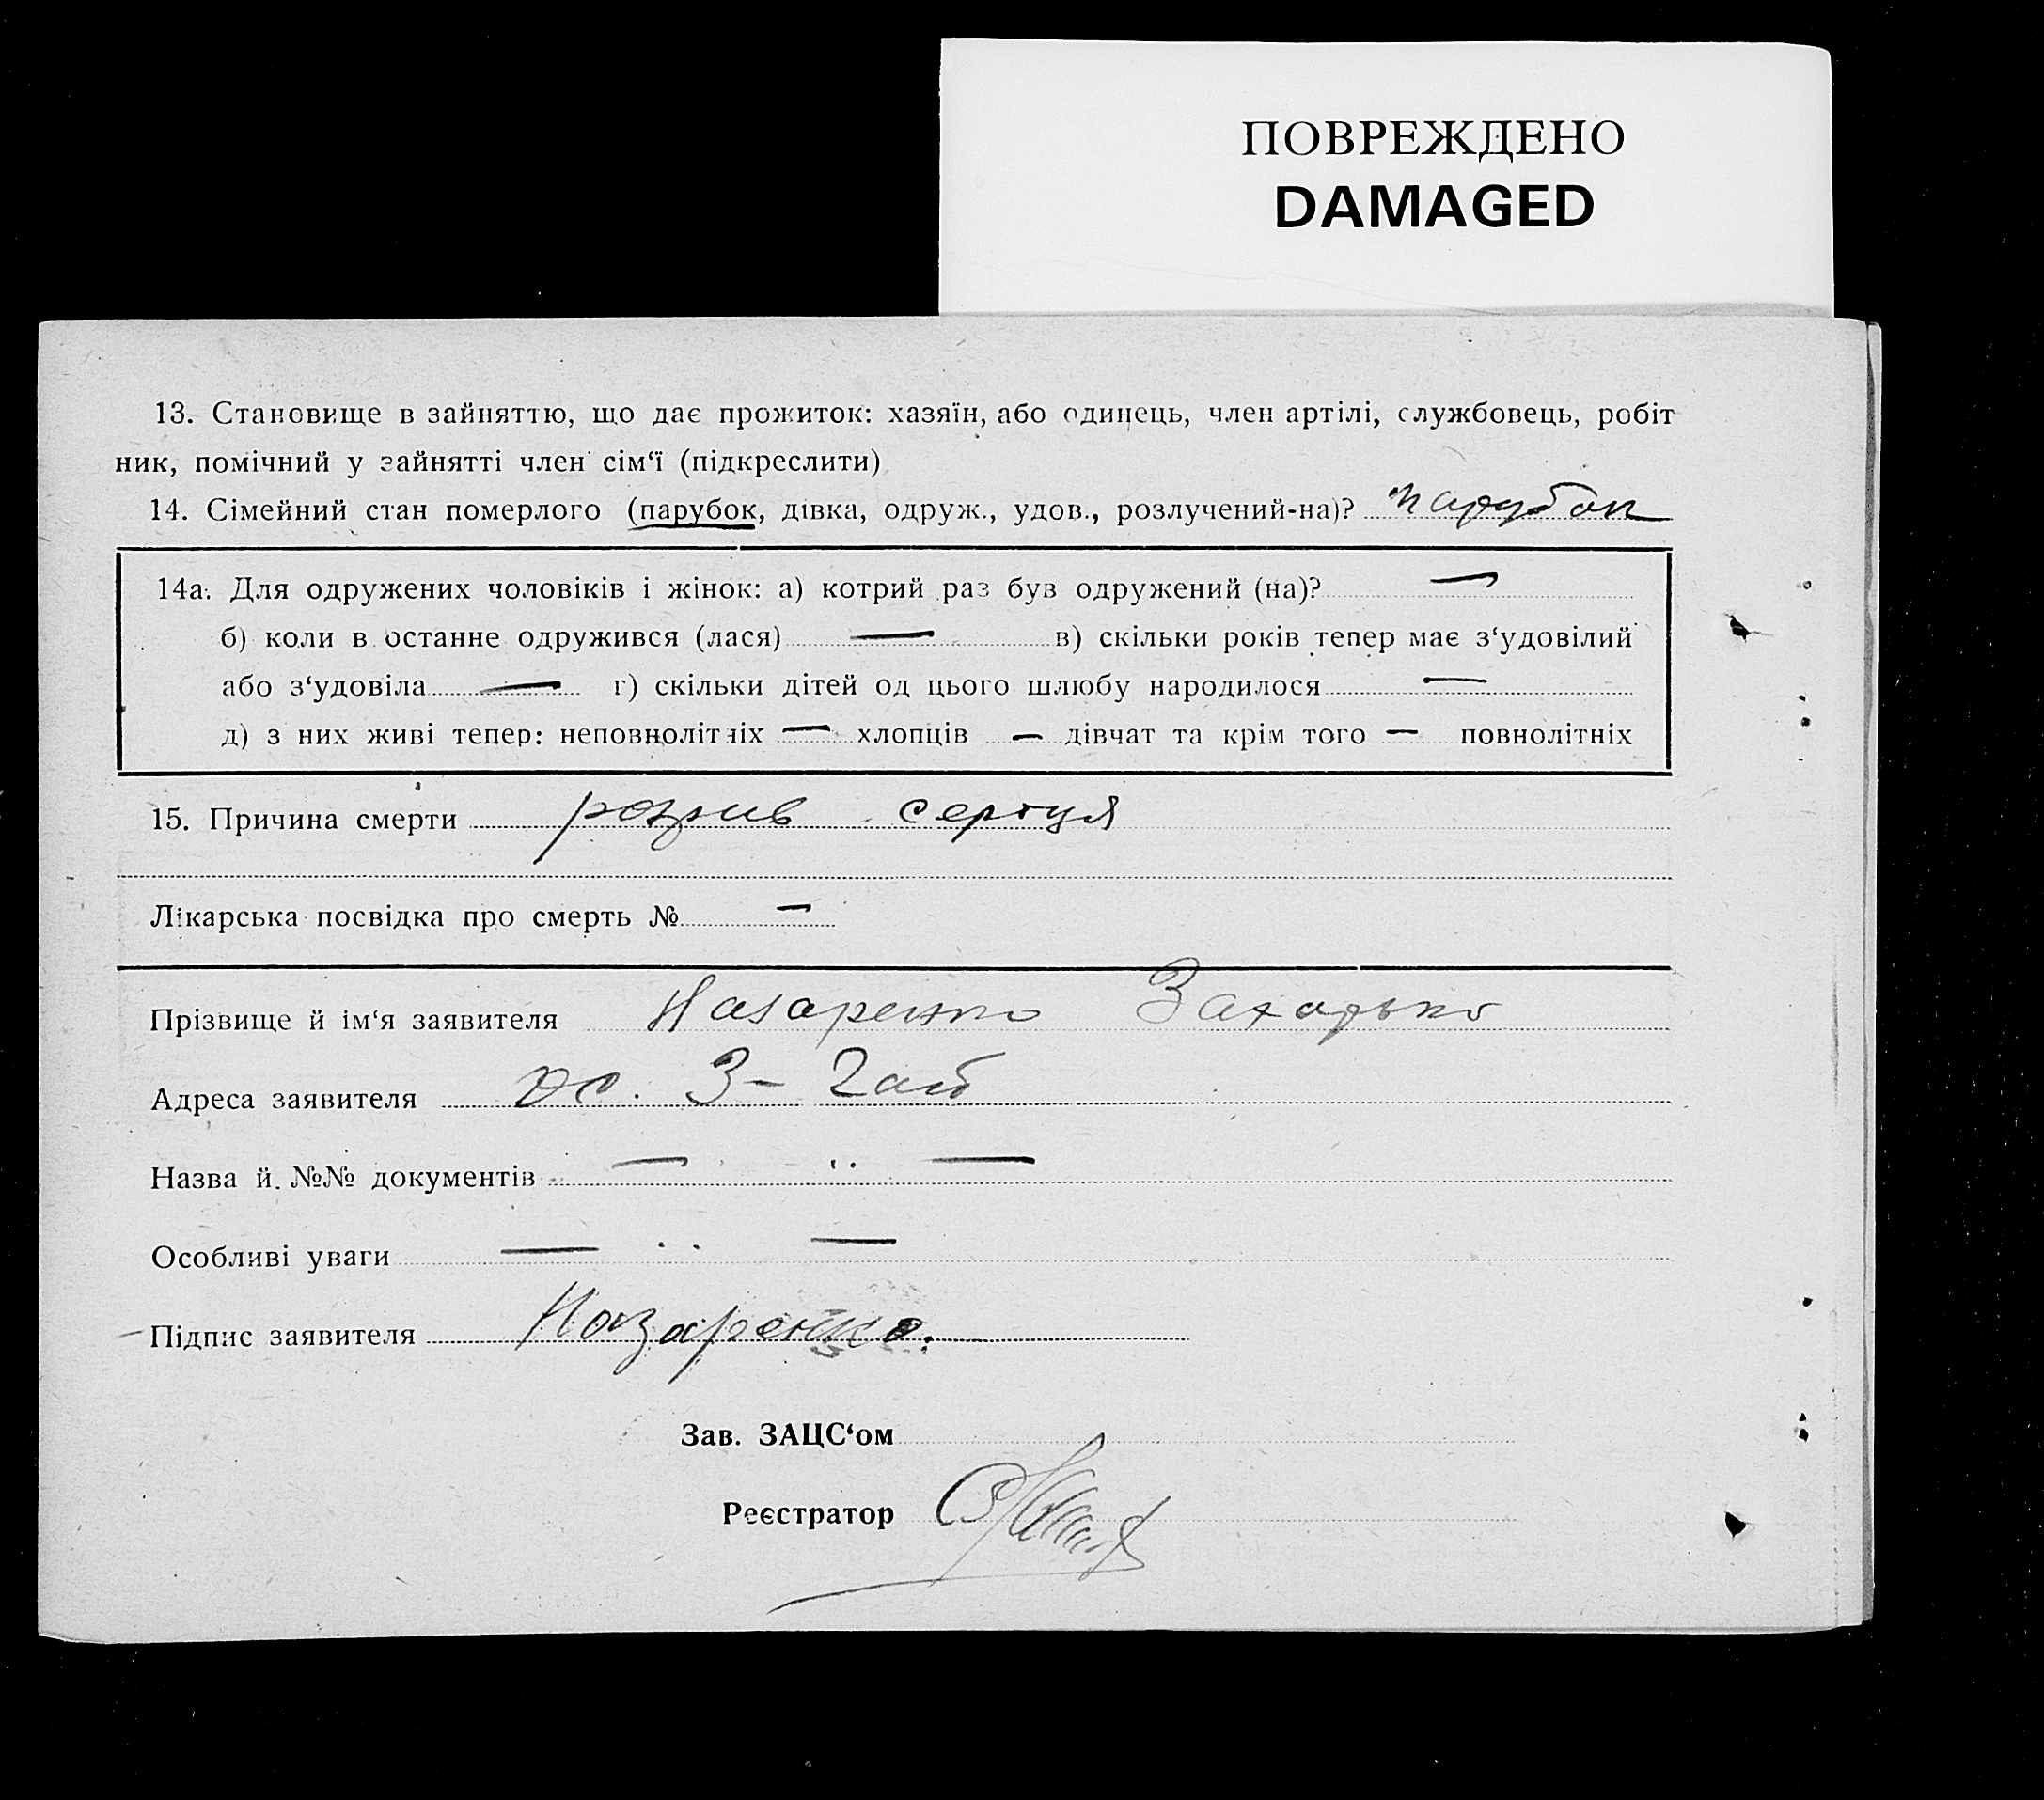 ПОВРЕЖДЕНО
DAMAGED
13. Становище в зайняттю, що дає прожиток: хазяїн, або одинець, член артілі, службовець, робіт
ник, помічний у зайнятті член сім‘ї (підкреслити)
14. Сімейний стан померлого (парубок, дівка, одруж., удов., розлучений-на)? парубок
14а. Для одружених чоловіків і жінок: а) котрий раз був одружений (на)? —
б) коли в останне одружився (лася) — в) скільки років тепер має з‘удовілий
або з‘удовіла — г) скільки дітей од цього шлюбу народилося —
д) з них живі тепер: неповнолітніх — хлопців — дівчат та крім того — повнолітніх
15. Причина смерти розрив серця
Лікарська посвідка про смерть № —
Прізвище й ім‘я заявителя Назаренко Захарько
Адреса заявителя
Назва й №№ документів — ·· —
Особливі уваги — ·· —
Підпис заявителя Назаренко.
Зав. ЗАЦС‘ом
Реєстратор